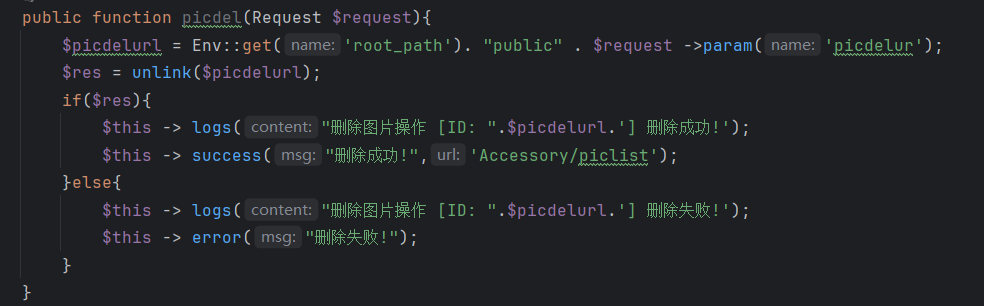 public function picdel(Request $request){
$picdelurl = Env::get( name: 'root_path'). "public" . $request ->param( name: 'picdelur');
$res = unlink($picdelurl);
if($res){
$this -> logs( content: "删除图片操作 [ID: ".$picdelurl.'] 删除成功!');
$this -> success( msg: "删除成功!", url: 'Accessory/piclist');
}else{
$this -> logs( content: "删除图片操作 [ID: ".$picdelurl.'] 删除失败!');
$this -> error( msg: "删除失败!");
}
}